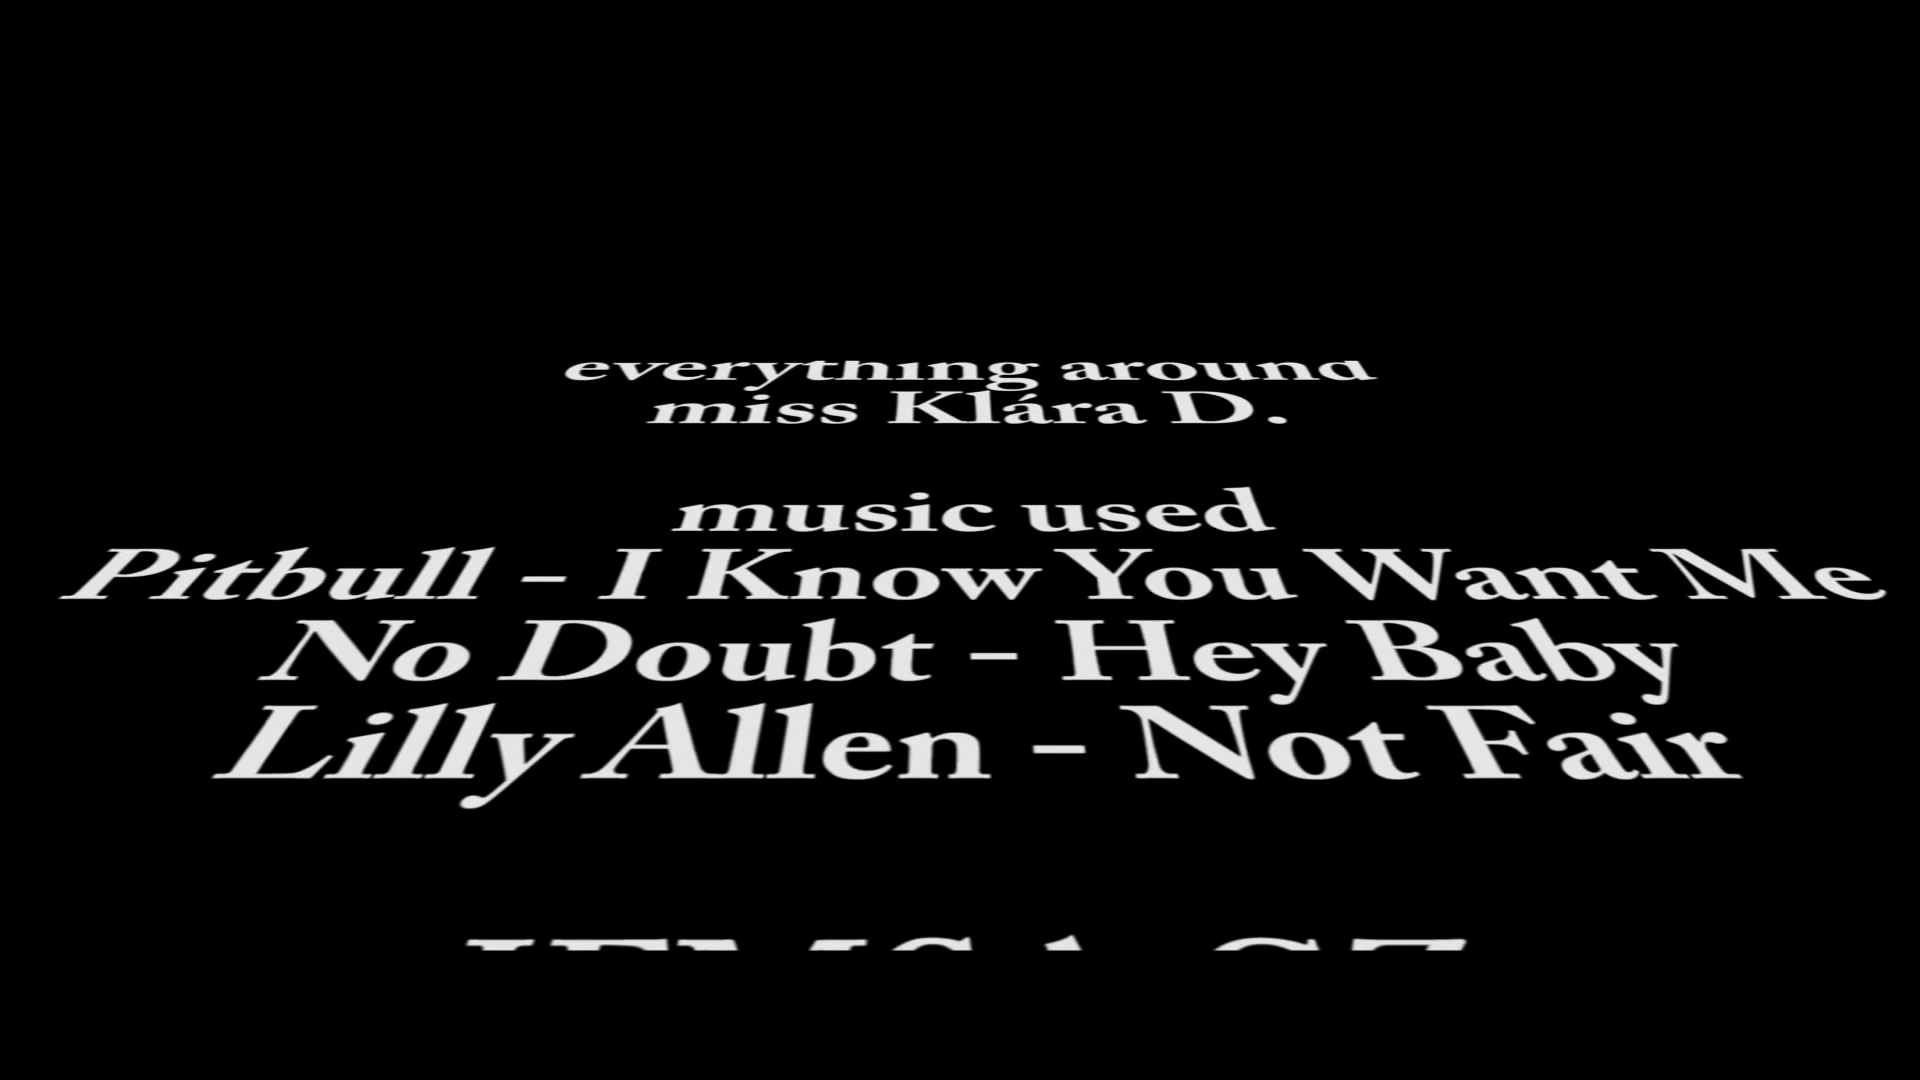 everything around
miss Klára D.
music used
Pitbull - I Know You Want Me
No Doubt - Hey Baby
Lilly Allen - Not Fair